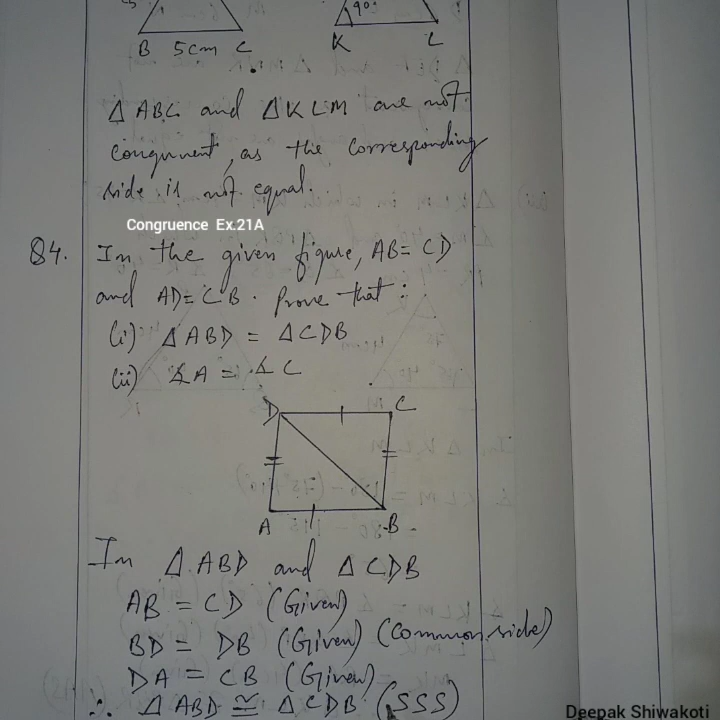 B 5cm C
90°
K L
△ ABC and △KLM are not
congruent, as the corresponding
side is not equal.
Congruence Ex.21A
Q4. In the given figure, AB = CD
and AD = CB. Prove that :
(i) △ ABD = △CDB
(ii) ∡A = ∡ C
D C
A B
In △ ABD and △ CDB
AB = CD (Given)
BD = DB (Given) (Common side)
DA = CB (Given)
∴ △ ABD ≅ △ CDB (SSS)
Deepak Shiwakoti